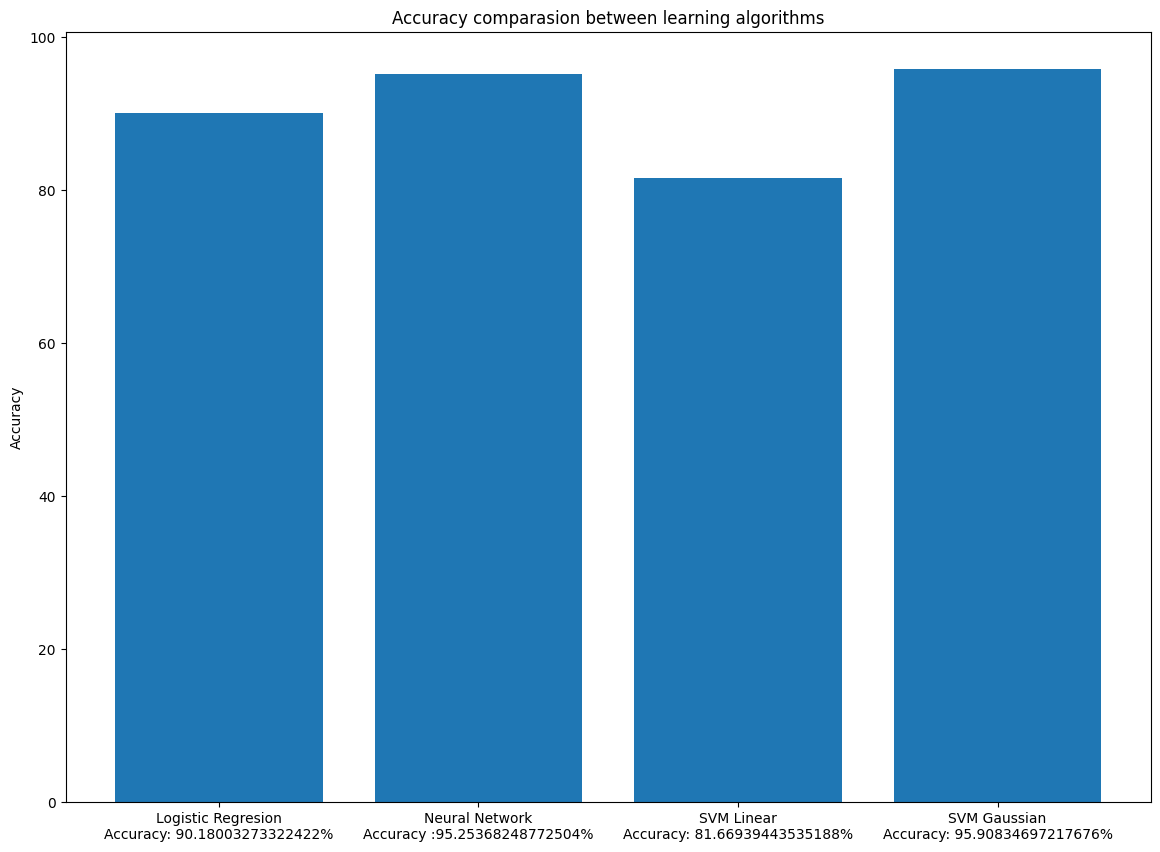 Accuracy comparasion between learning algorithms
100
80
60
40
20
0
Accuracy
Logistic Regresion
Accuracy: 90.18003273322422%
Neural Network
Accuracy :95.25368248772504%
SVM Linear
Accuracy: 81.66939443535188%
SVM Gaussian
Accuracy: 95.90834697217676%